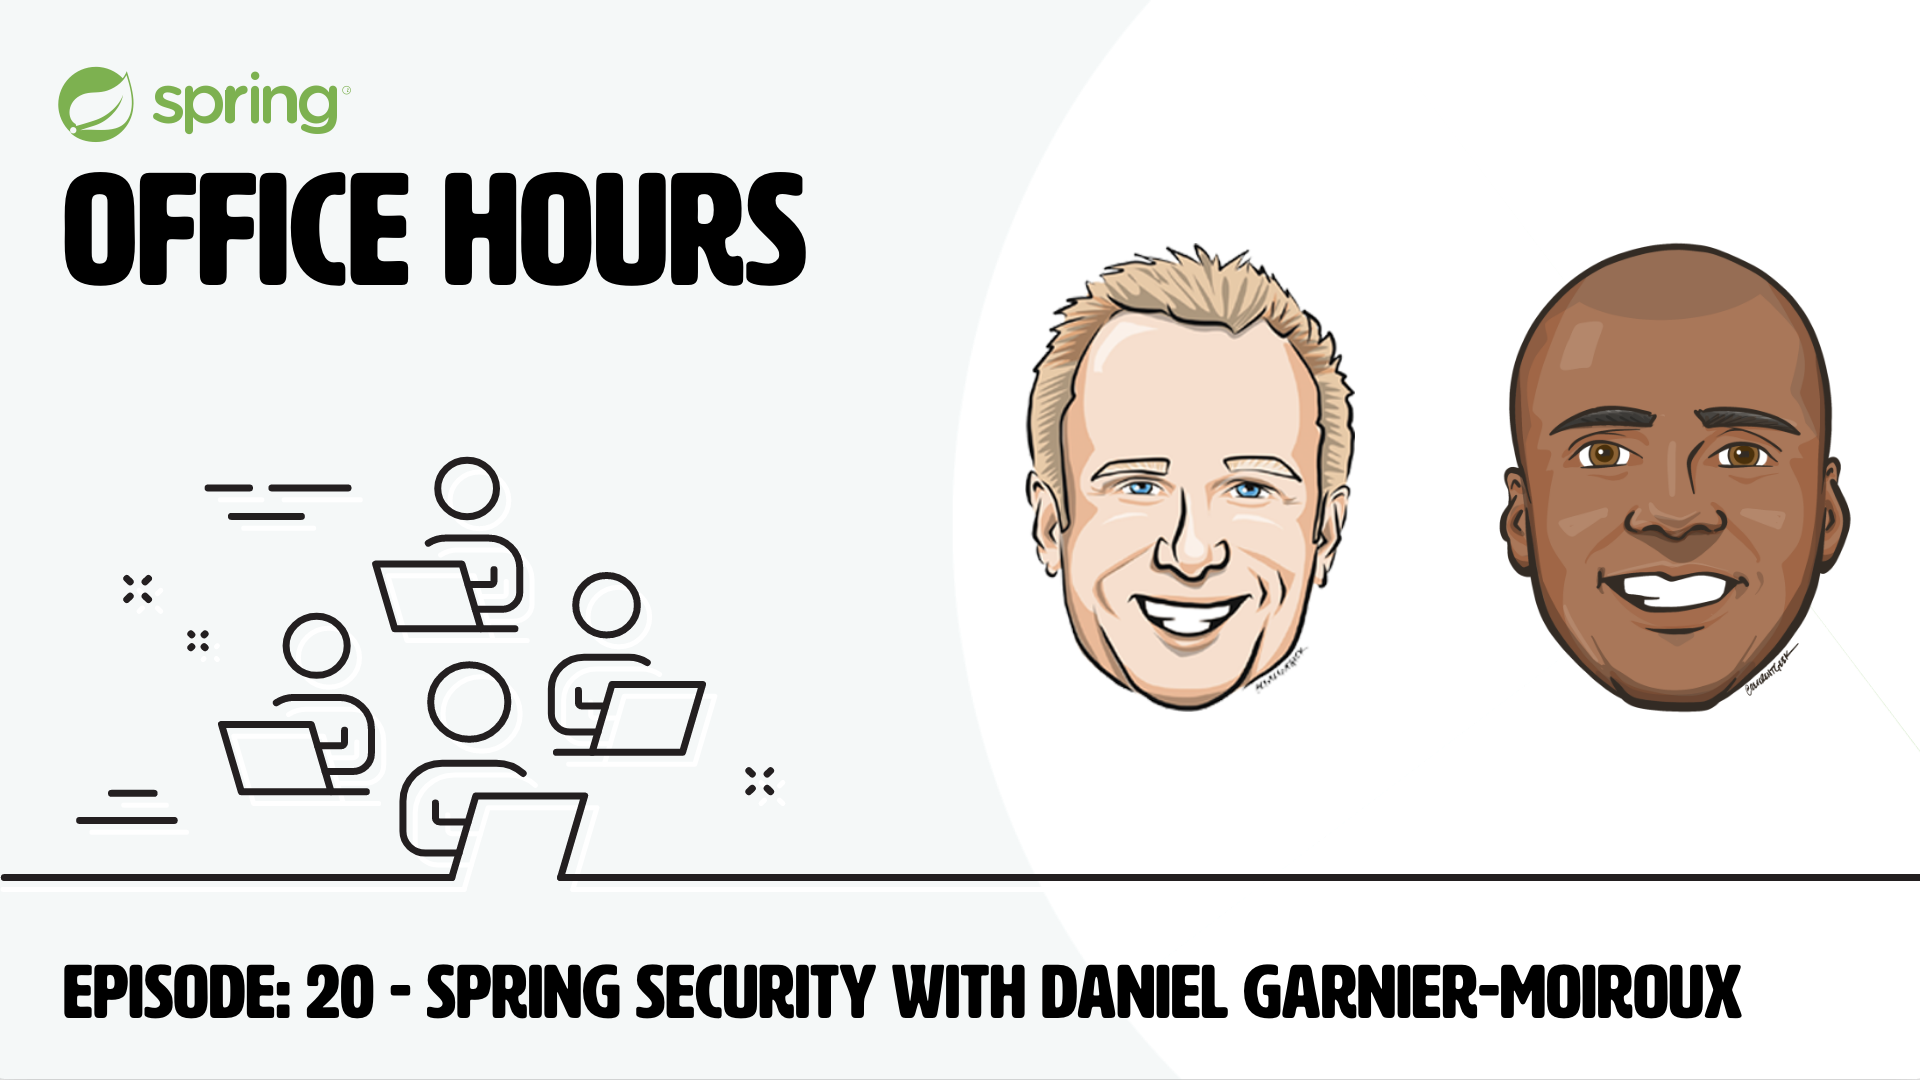 spring
OFFICE HOURS
EPISODE: 20 - SPRING SECURITY WITH DANIEL GARNIER-MOIROUX